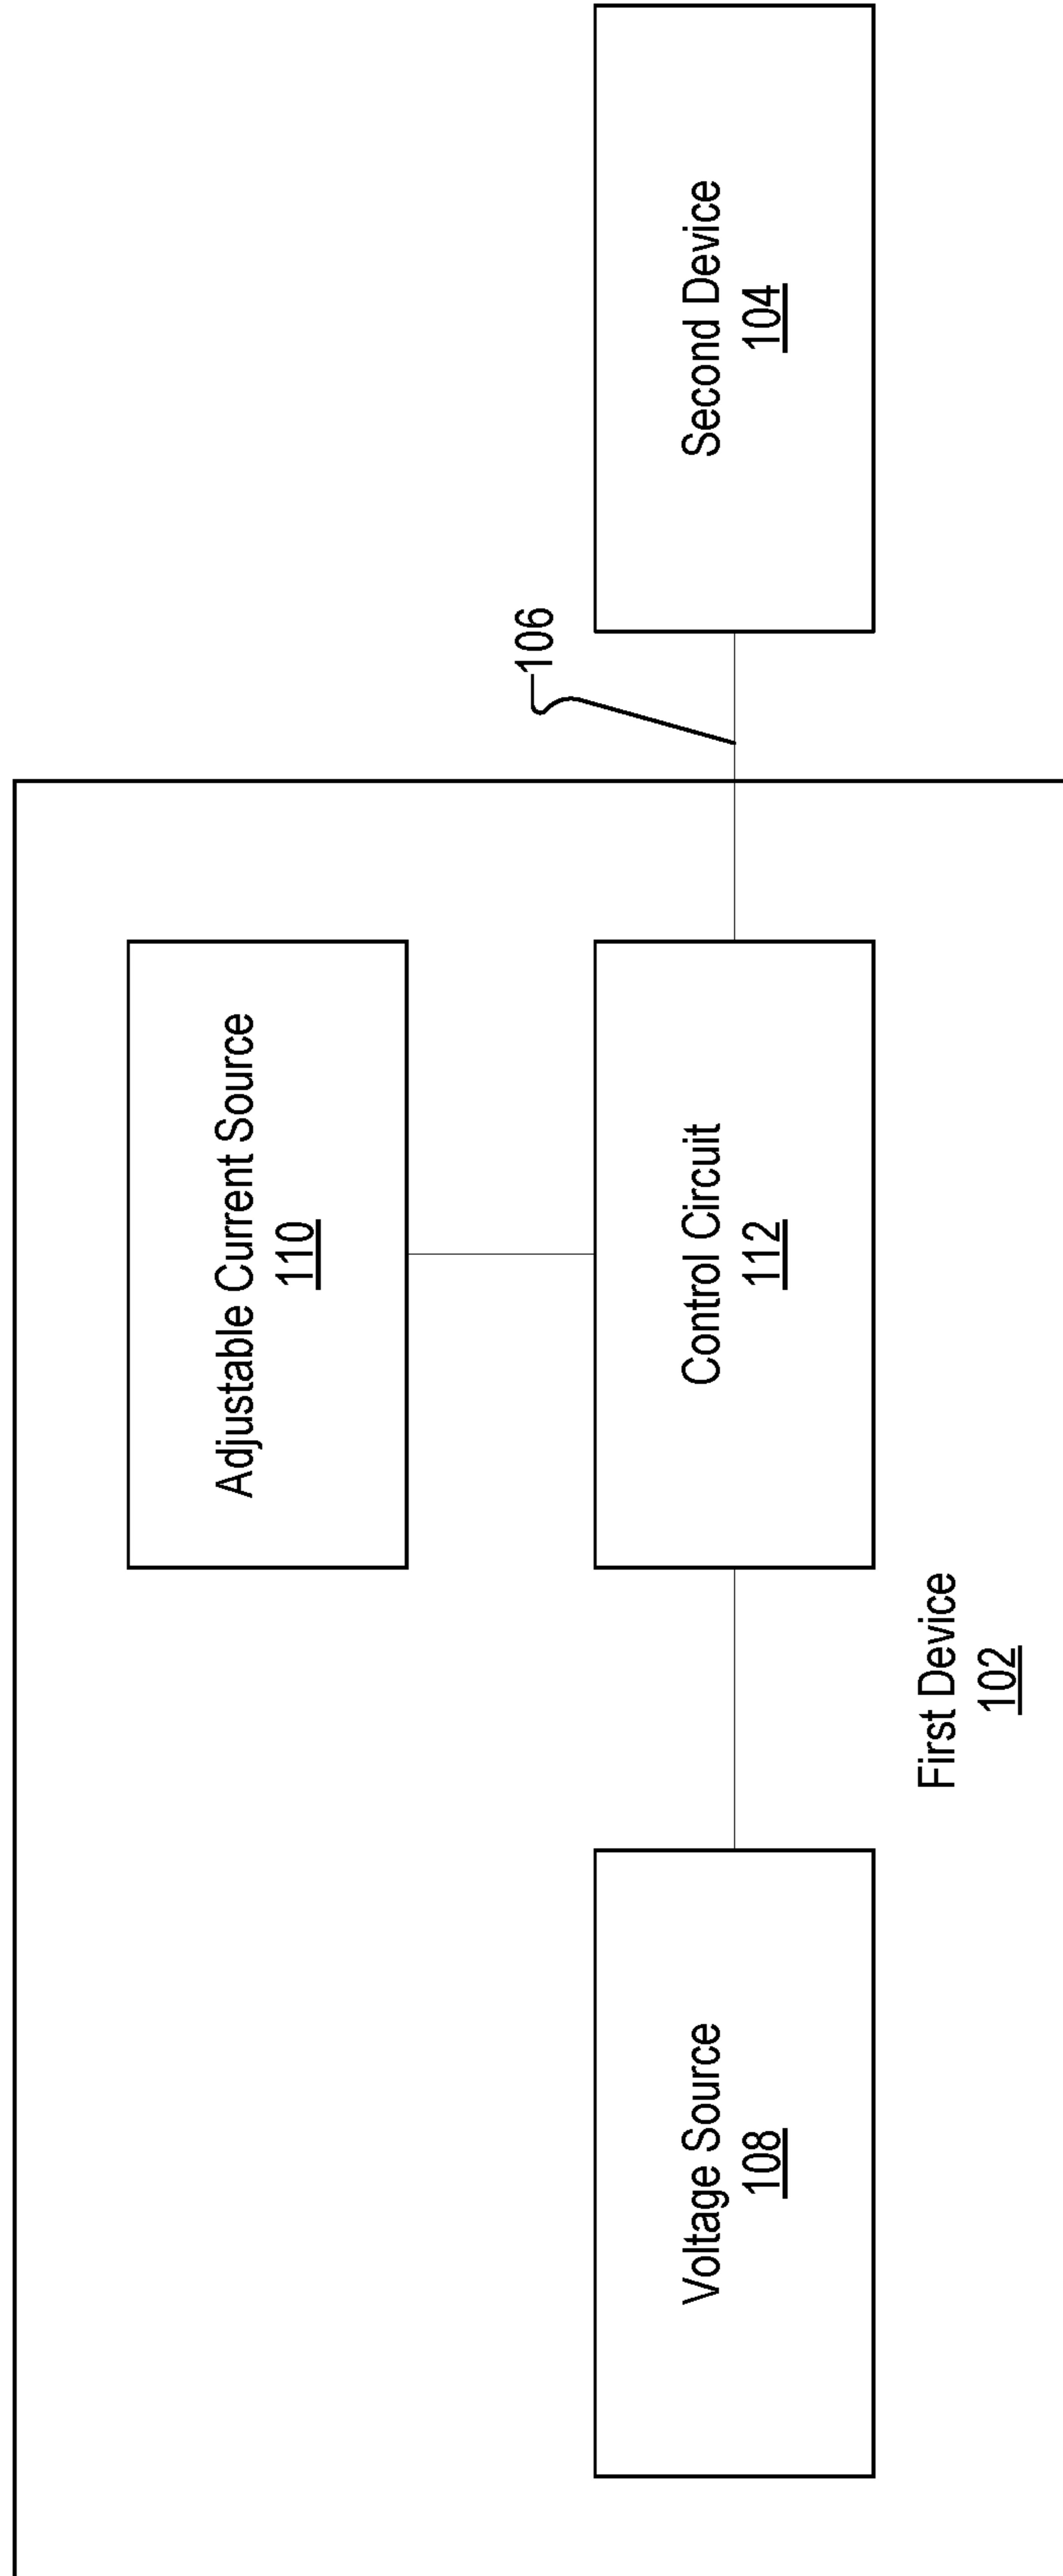 Adjustable Current Source
110
106
Voltage Source
108
Control Circuit
112
Second Device
104
First Device
102